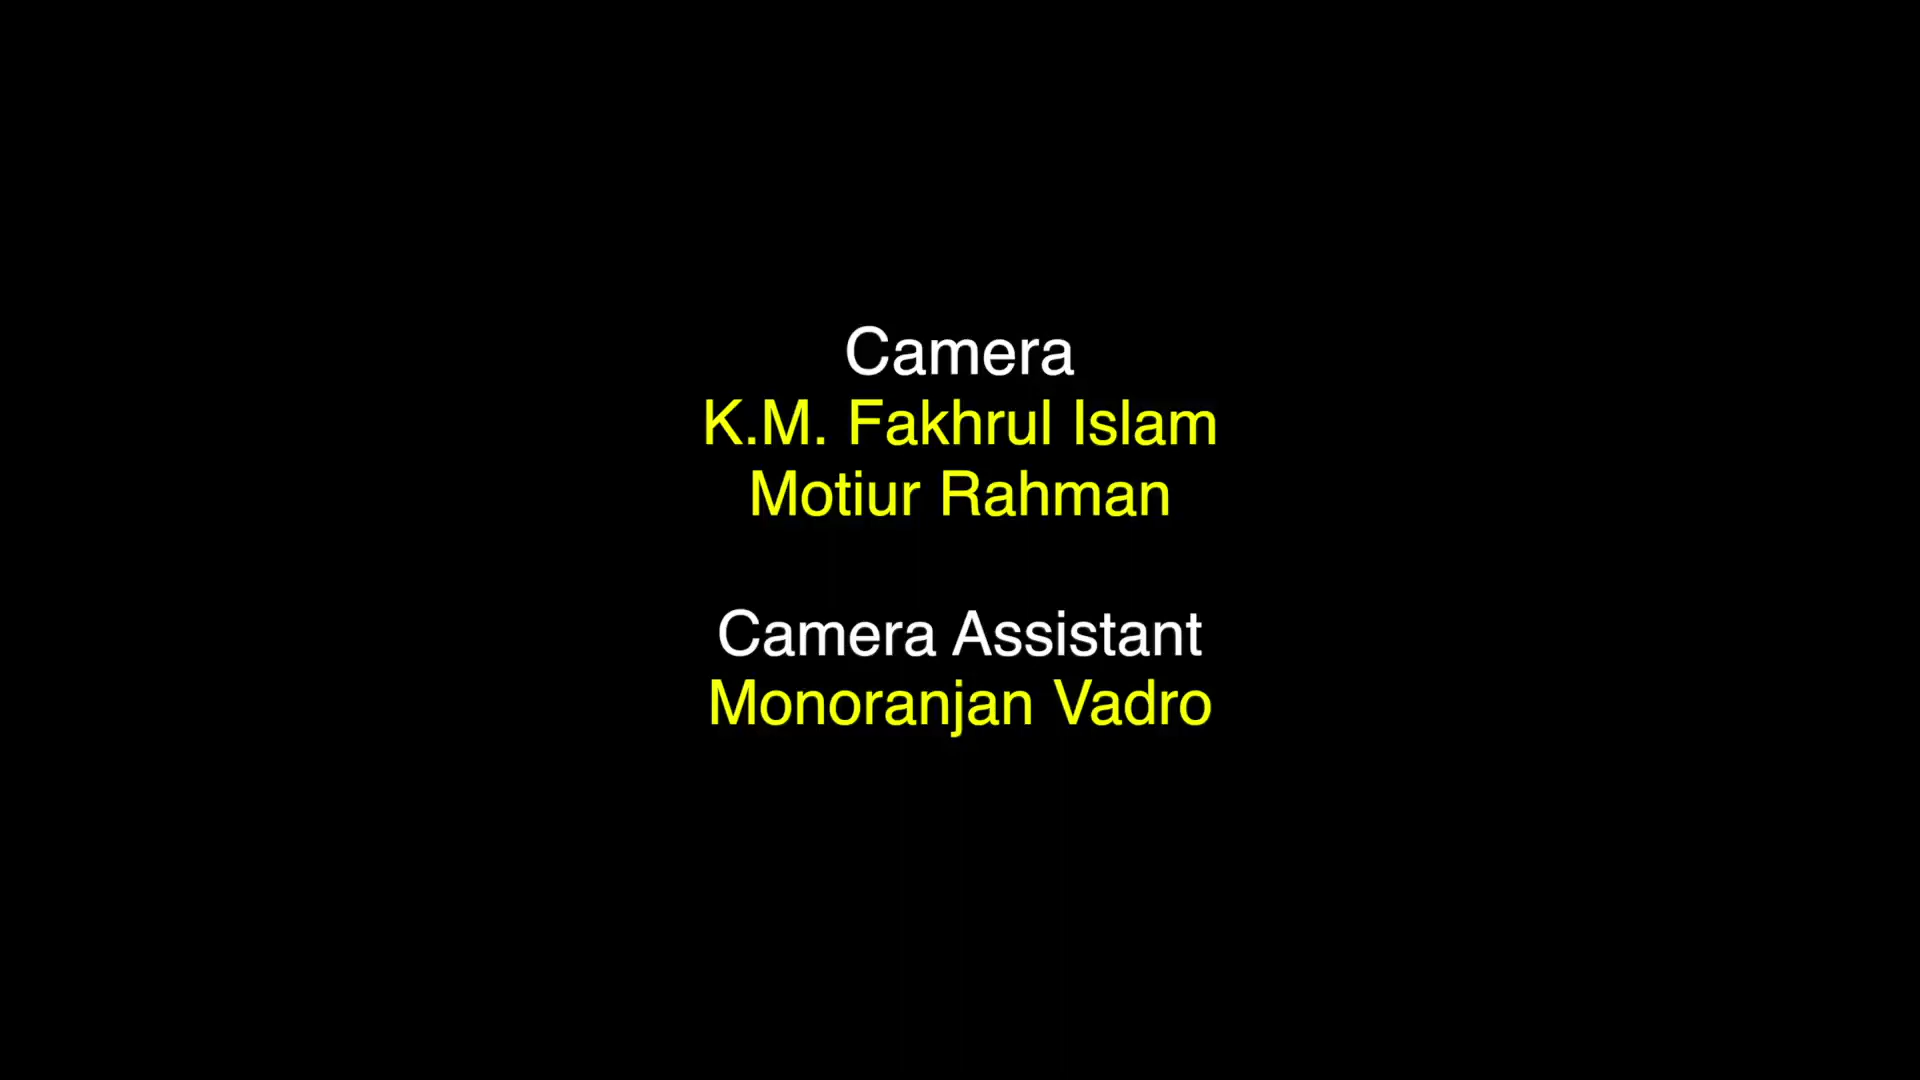 Camera
K.M. Fakhrul Islam
Motiur Rahman
Camera Assistant
Monoranjan Vadro